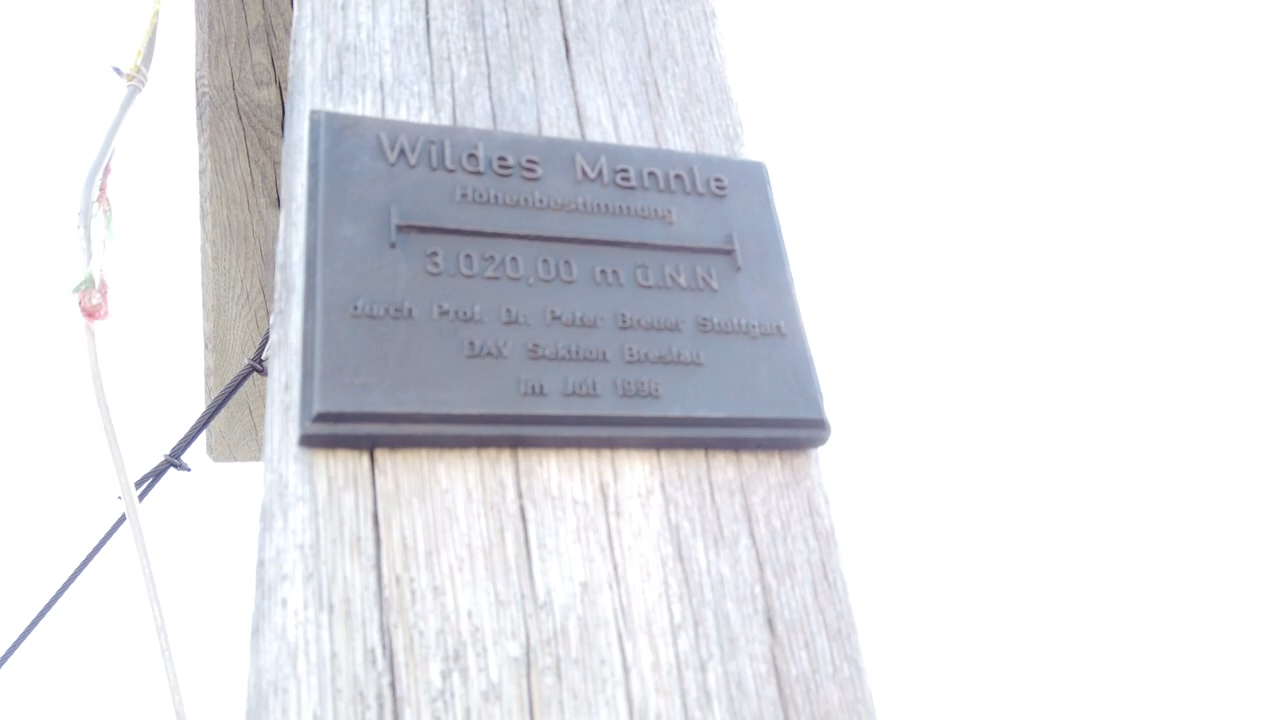 Wildes Mannle
Höhenbestimmung
3.020,00 m ü.N.N
durch Prof. Dr. Peter Breuer Stuttgart
DAV Sektion Breslau
im Juli 1996